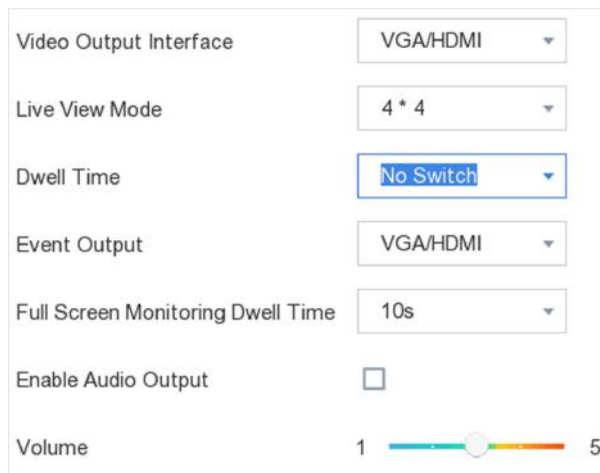 Video Output Interface VGA/HDMI
Live View Mode 4 * 4
Dwell Time No Switch
Event Output VGA/HDMI
Full Screen Monitoring Dwell Time 10s
Enable Audio Output
Volume 1 5